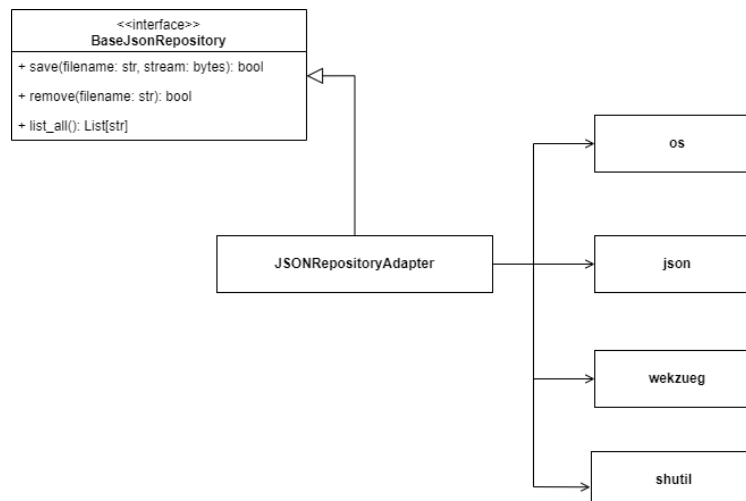 <<interface>>
BaseJsonRepository
+ save(filename: str, stream: bytes): bool
+ remove(filename: str): bool
+ list_all(): List[str]
os
JSONRepositoryAdapter
json
wekzueg
shutil